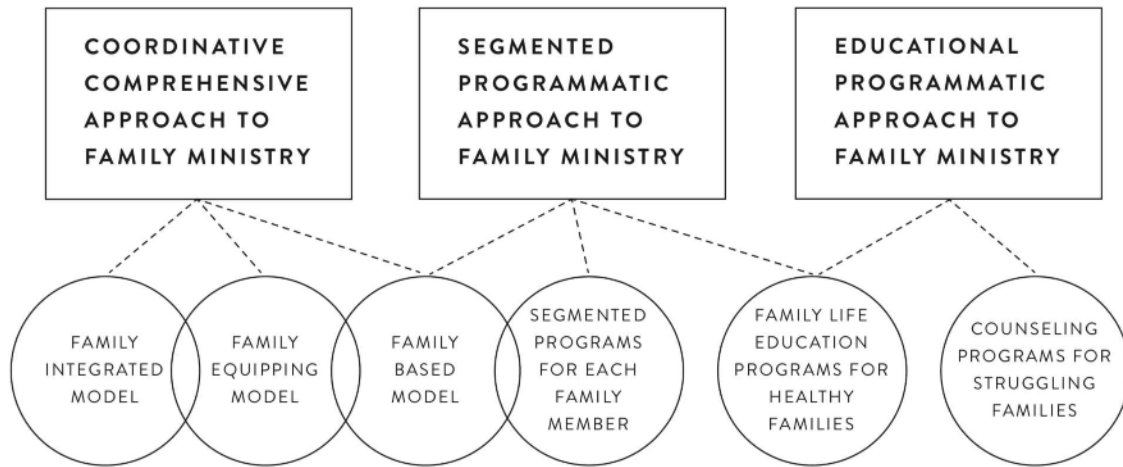 COORDINATIVE
COMPREHENSIVE
APPROACH TO
FAMILY MINISTRY
SEGMENTED
PROGRAMMATIC
APPROACH TO
FAMILY MINISTRY
EDUCATIONAL
PROGRAMMATIC
APPROACH TO
FAMILY MINISTRY
FAMILY
INTEGRATED
MODEL
FAMILY
EQUIPPING
MODEL
FAMILY
BASED
MODEL
SEGMENTED
PROGRAMS
FOR EACH
FAMILY
MEMBER
FAMILY LIFE
EDUCATION
PROGRAMS FOR
HEALTHY
FAMILIES
COUNSELING
PROGRAMS FOR
STRUGGLING
FAMILIES